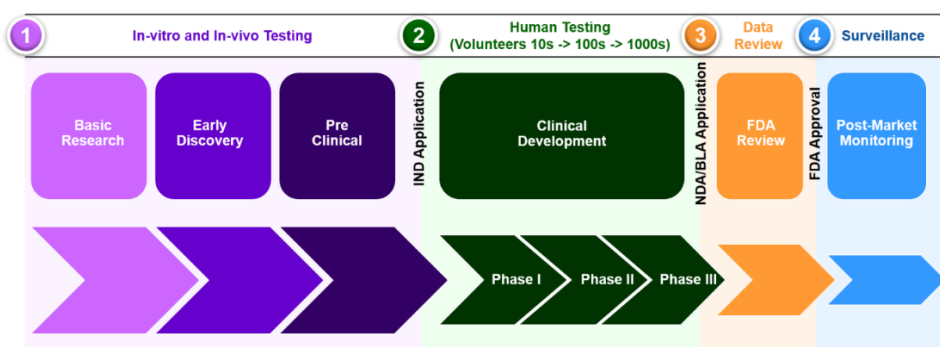 1
In-vitro and In-vivo Testing
2
Human Testing
(Volunteers 10s -> 100s -> 1000s)
3
Data
Review
4
Surveillance
Basic
Research
Early
Discovery
Pre
Clinical
IND Application
Clinical
Development
NDA/BLA Application
FDA
Review
FDA Approval
Post-Market
Monitoring
Phase I
Phase II
Phase III